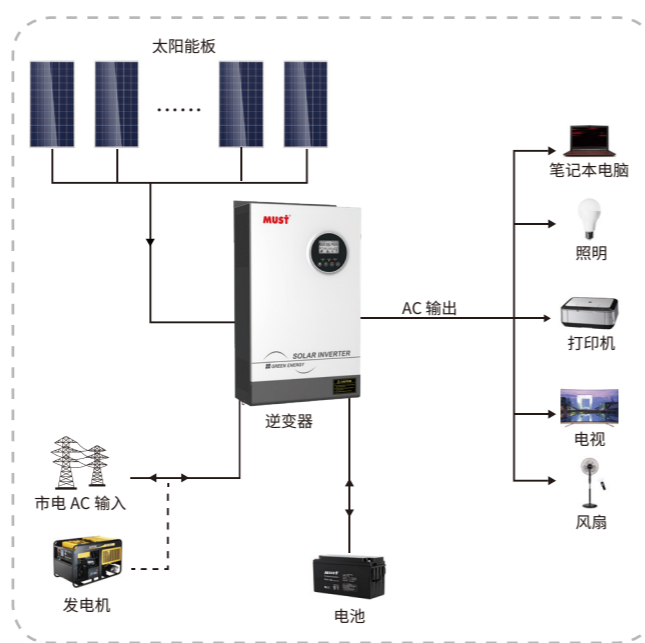 太阳能板
......
MUST
SOLAR INVERTER
GREEN ENERGY
逆变器
AC 输出
笔记本电脑
照明
打印机
电视
风扇
市电 AC 输入
发电机
MUST
电池